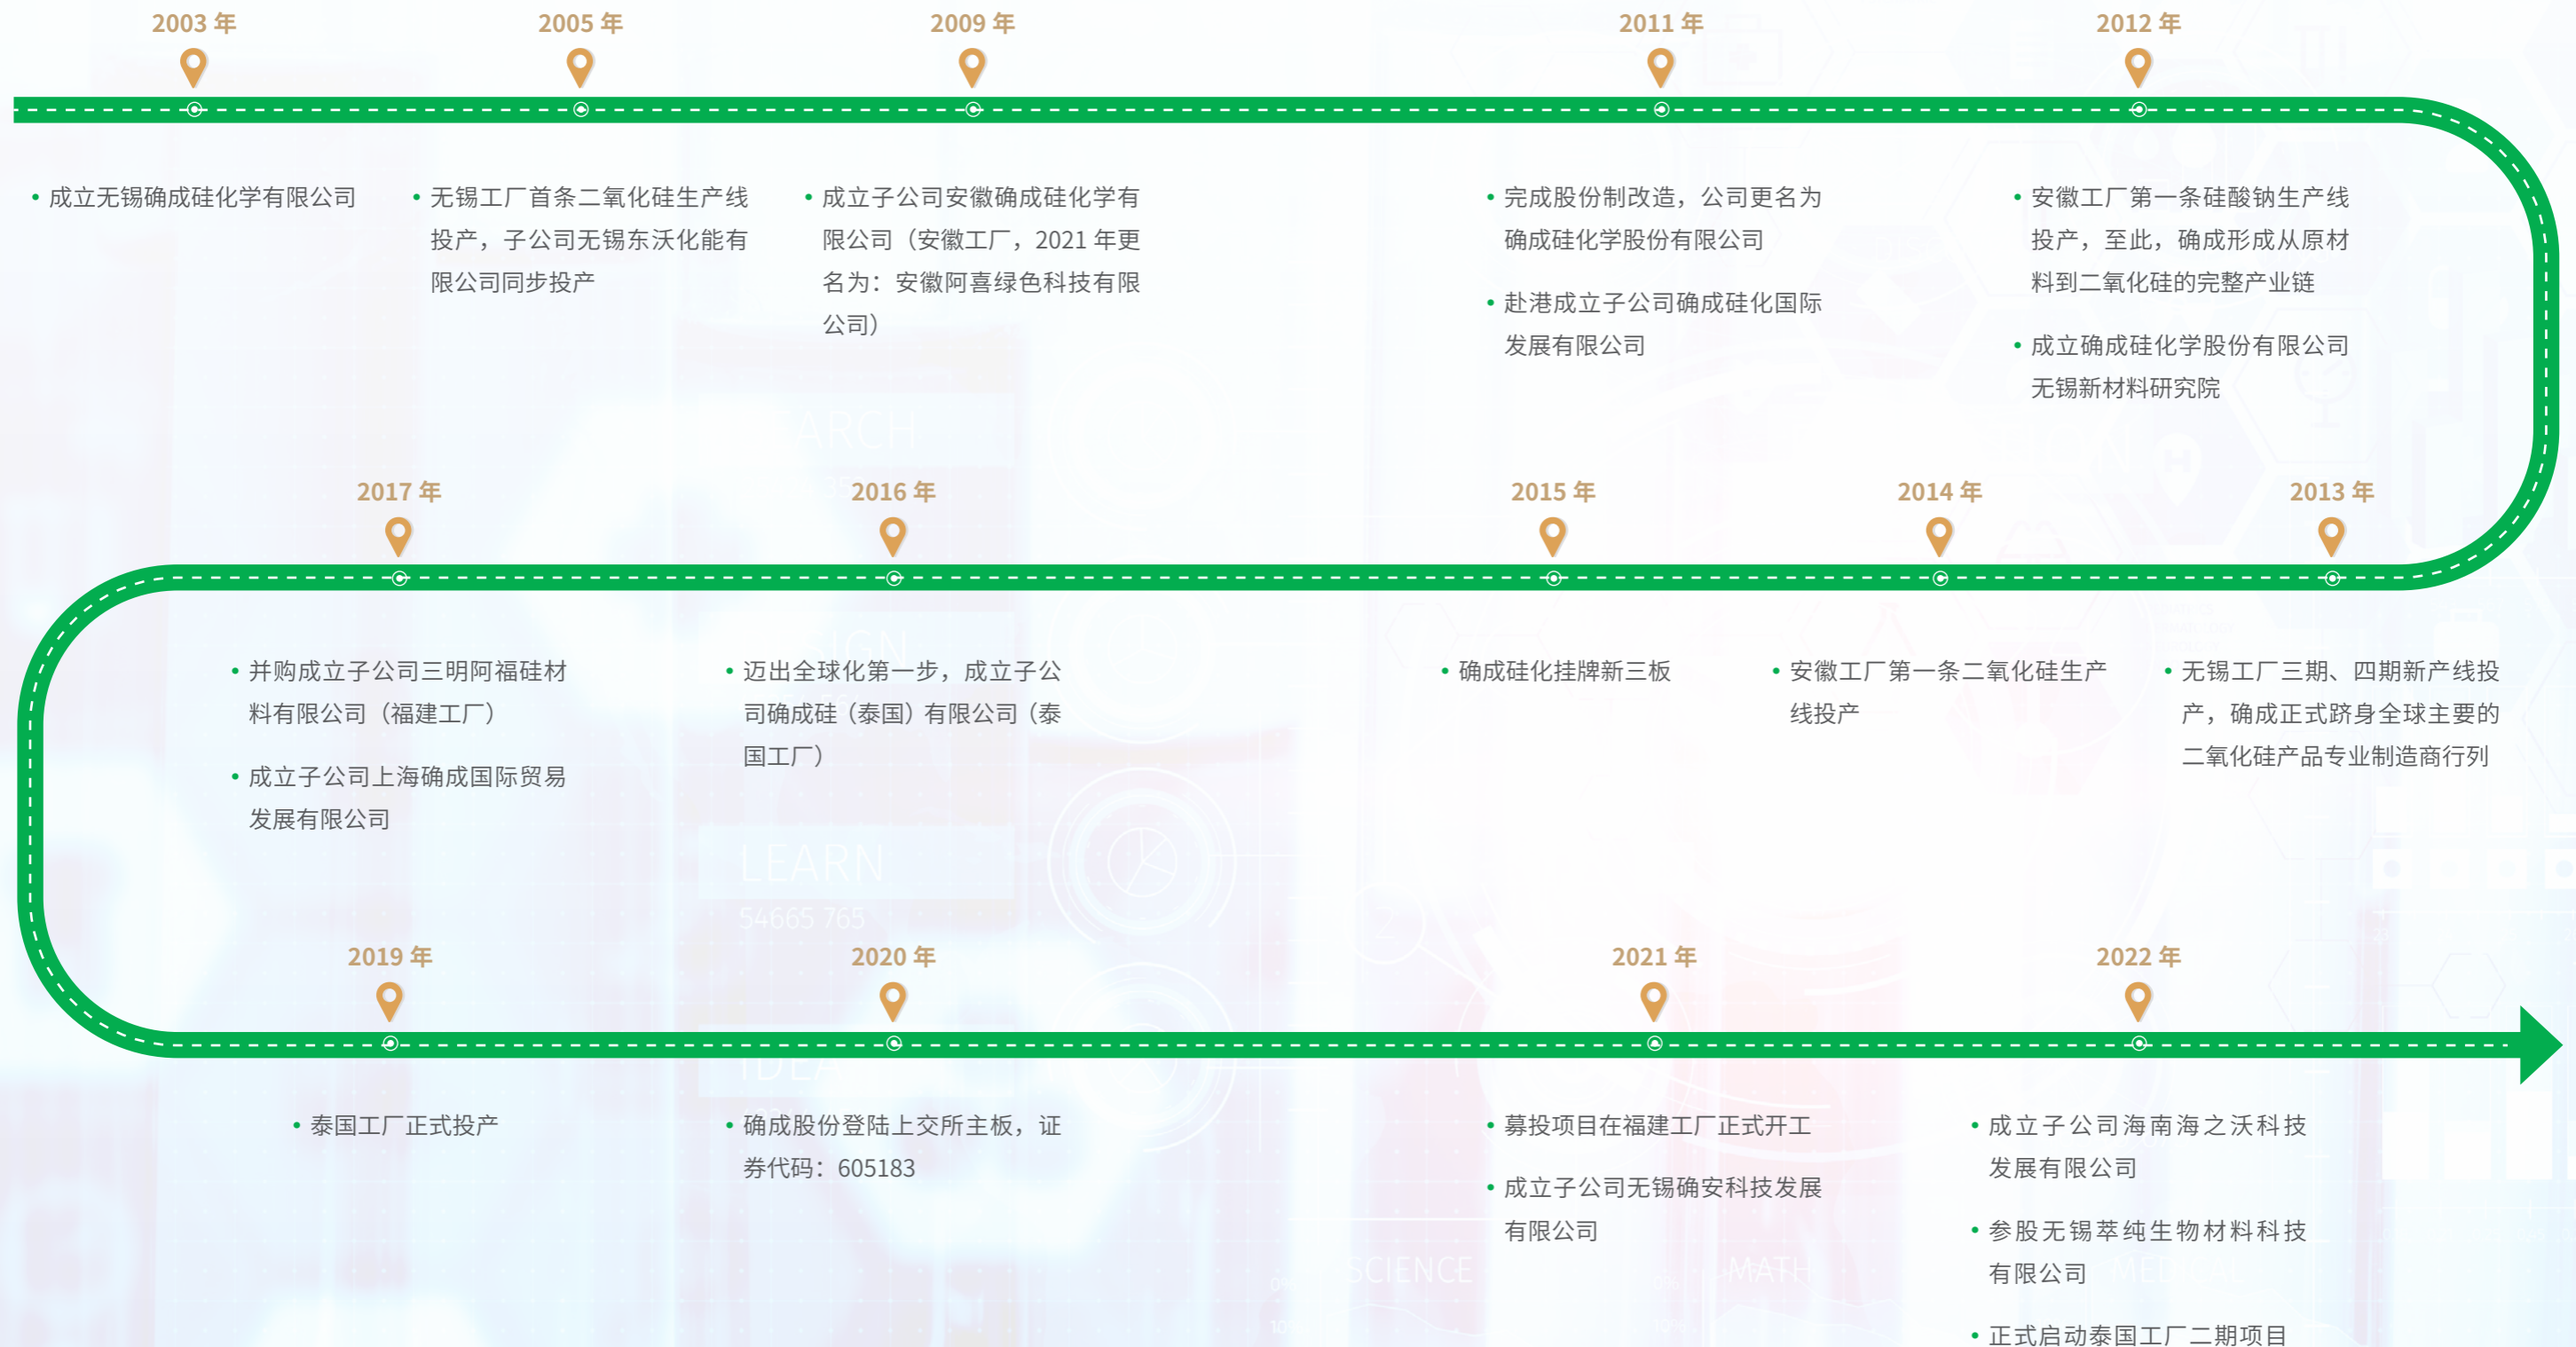 2003 年
• 成立无锡确成硅化学有限公司
2005 年
• 无锡工厂首条二氧化硅生产线
投产，子公司无锡东沃化能有
限公司同步投产
2009 年
• 成立子公司安徽确成硅化学有
限公司（安徽工厂，2021 年更
名为：安徽阿喜绿色科技有限
公司）
2011 年
• 完成股份制改造，公司更名为
确成硅化学股份有限公司
• 赴港成立子公司确成硅化国际
发展有限公司
2012 年
• 安徽工厂第一条硅酸钠生产线
投产，至此，确成形成从原材
料到二氧化硅的完整产业链
• 成立确成硅化学股份有限公司
无锡新材料研究院
2013 年
• 无锡工厂三期、四期新产线投
产，确成正式跻身全球主要的
二氧化硅产品专业制造商行列
2014 年
• 安徽工厂第一条二氧化硅生产
线投产
2015 年
• 确成硅化挂牌新三板
2016 年
• 迈出全球化第一步，成立子公
司确成硅（泰国）有限公司（泰
国工厂）
2017 年
• 并购成立子公司三明阿福硅材
料有限公司（福建工厂）
• 成立子公司上海确成国际贸易
发展有限公司
2019 年
• 泰国工厂正式投产
2020 年
• 确成股份登陆上交所主板，证
券代码：605183
2021 年
• 募投项目在福建工厂正式开工
• 成立子公司无锡确安科技发展
有限公司
2022 年
• 成立子公司海南海之沃科技
发展有限公司
• 参股无锡萃纯生物材料科技
有限公司
• 正式启动泰国工厂二期项目
LEARN
54665 765
SCIENCE
MATH
MEDICAL